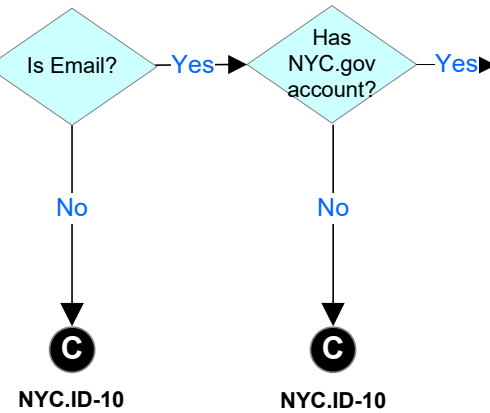 Is Email?
Yes
Has
NYC.gov
account?
Yes
No
No
C
C
NYC.ID-10
NYC.ID-10